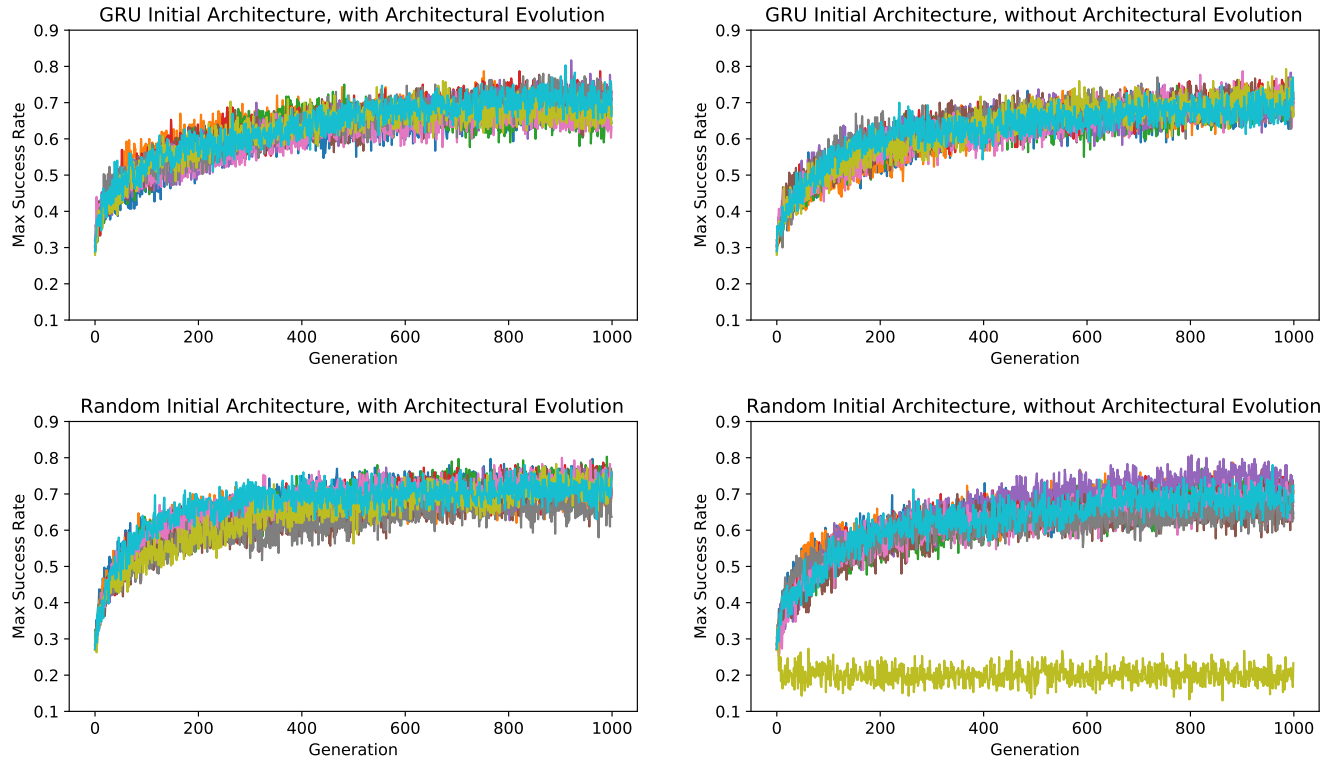 GRU Initial Architecture, with Architectural Evolution
0.9
0.8
0.7
0.6
0.5
0.4
0.3
0.2
0.1
Max Success Rate
0 200 400 600 800 1000
Generation
GRU Initial Architecture, without Architectural Evolution
0.9
0.8
0.7
0.6
0.5
0.4
0.3
0.2
0.1
Max Success Rate
0 200 400 600 800 1000
Generation
Random Initial Architecture, with Architectural Evolution
0.9
0.8
0.7
0.6
0.5
0.4
0.3
0.2
0.1
Max Success Rate
0 200 400 600 800 1000
Generation
Random Initial Architecture, without Architectural Evolution
0.9
0.8
0.7
0.6
0.5
0.4
0.3
0.2
0.1
Max Success Rate
0 200 400 600 800 1000
Generation